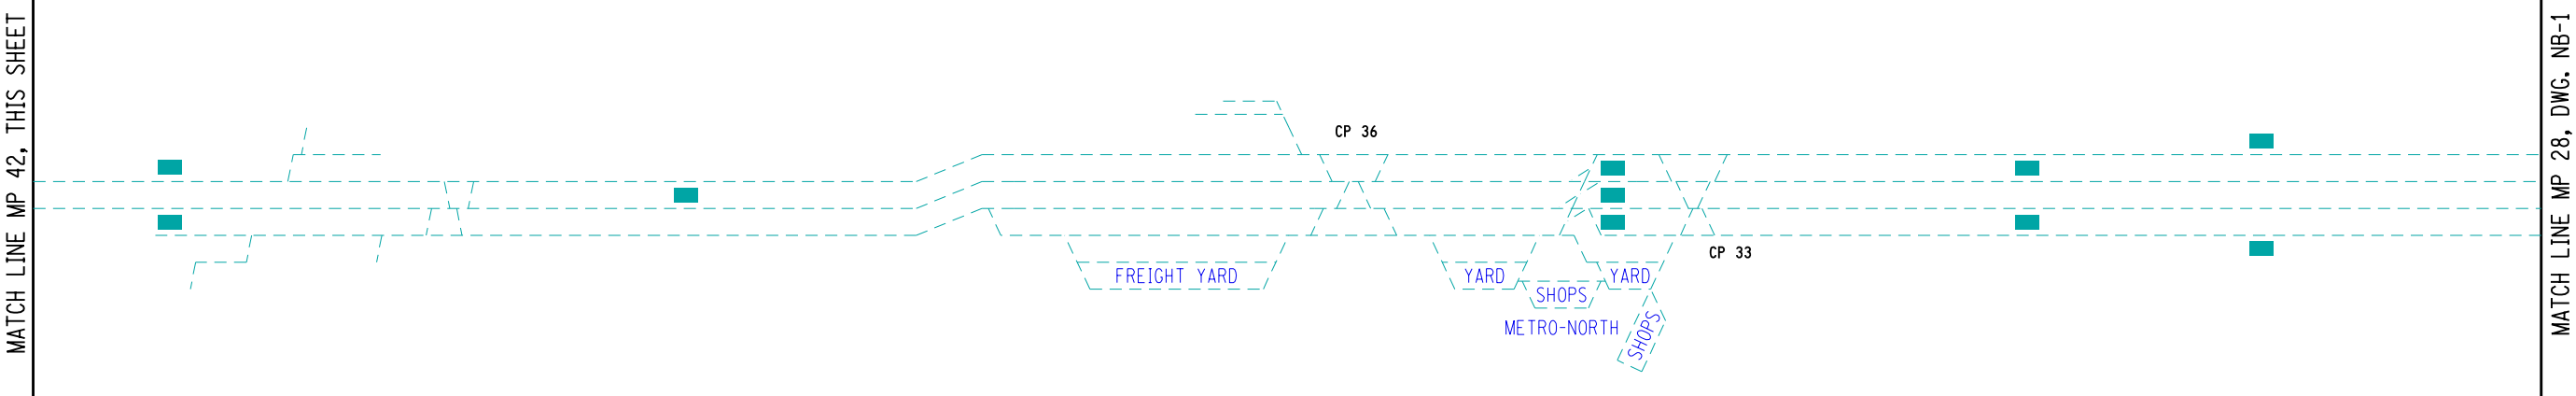 MATCH LINE MP 42, THIS SHEET
CP 36
CP 33
FREIGHT YARD
YARD
YARD
SHOPS
METRO-NORTH
SHOPS
MATCH LINE MP 28, DWG. NB-1